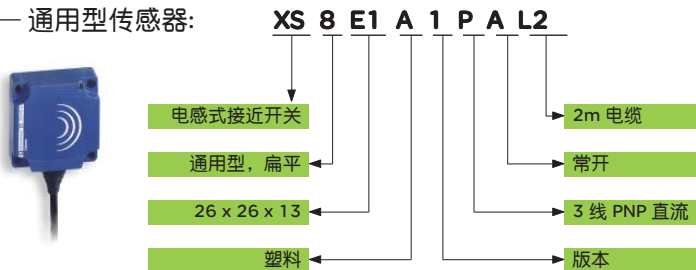 — 通用型传感器: XS 8 E1 A 1 P A L2
电感式接近开关 2m 电缆
通用型，扁平 常开
26 x 26 x 13 3 线 PNP 直流
塑料 版本